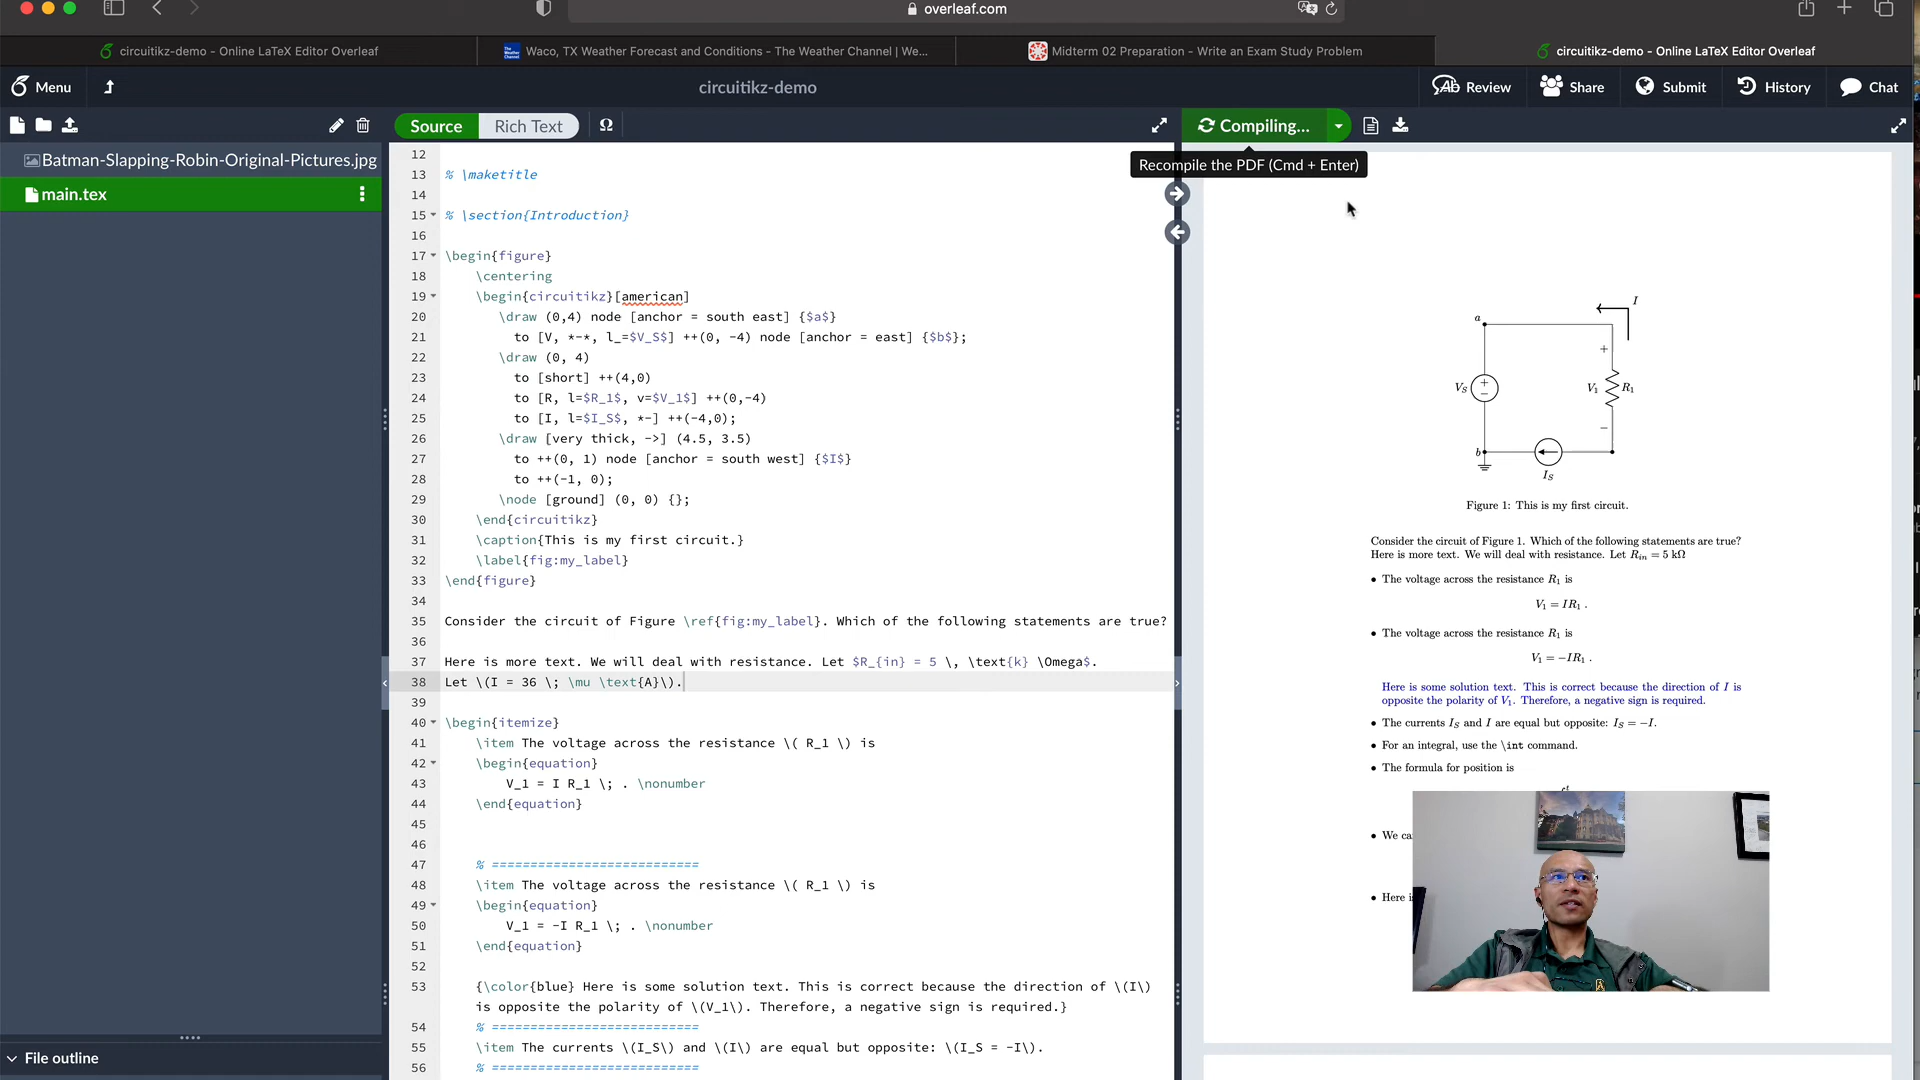 overleaf.com
circuitikz-demo - Online LaTeX Editor Overleaf
Waco, TX Weather Forecast and Conditions - The Weather Channel | We...
Midterm 02 Preparation - Write an Exam Study Problem
circuitikz-demo - Online LaTeX Editor Overleaf
Menu
circuitikz-demo
Review
Share
Submit
History
Chat
Source
Rich Text
Ω
Compiling...
Recompile the PDF (Cmd + Enter)
Batman-Slapping-Robin-Original-Pictures.jpg
main.tex
File outline
12
13 % \maketitle
14
15 % \section{Introduction}
16
17 \begin{figure}
18 \centering
19 \begin{circuitikz}[american]
20 \draw (0,4) node [anchor = south east] {$a$}
21 to [V, *-*, l_=$V_S$] ++(0, -4) node [anchor = east] {$b$};
22 \draw (0, 4)
23 to [short] ++(4,0)
24 to [R, l=$R_1$, v=$V_1$] ++(0,-4)
25 to [I, l=$I_S$, *-] ++(-4,0);
26 \draw [very thick, ->] (4.5, 3.5)
27 to ++(0, 1) node [anchor = south west] {$I$}
28 to ++(-1, 0);
29 \node [ground] (0, 0) {};
30 \end{circuitikz}
31 \caption{This is my first circuit.}
32 \label{fig:my_label}
33 \end{figure}
34
35 Consider the circuit of Figure \ref{fig:my_label}. Which of the following statements are true?
36
37 Here is more text. We will deal with resistance. Let $R_{in} = 5 \, \text{k} \Omega$.
38 Let \(I = 36 \; \mu \text{A}\).
39
40 \begin{itemize}
41 \item The voltage across the resistance \( R_1 \) is
42 \begin{equation}
43 V_1 = I R_1 \; . \nonumber
44 \end{equation}
45
46
47 % ===========================
48 \item The voltage across the resistance \( R_1 \) is
49 \begin{equation}
50 V_1 = -I R_1 \; . \nonumber
51 \end{equation}
52
53 {\color{blue} Here is some solution text. This is correct because the direction of \(I\)
is opposite the polarity of \(V_1\). Therefore, a negative sign is required.}
54 % ===========================
55 \item The currents \(I_S\) and \(I\) are equal but opposite: \(I_S = -I\).
56 % ===========================
I
a
+
V_S + − V_1 R_1
−
b
I_S
Figure 1: This is my first circuit.
Consider the circuit of Figure 1. Which of the following statements are true?
Here is more text. We will deal with resistance. Let R_in = 5 kΩ
• The voltage across the resistance R_1 is
V_1 = IR_1 .
• The voltage across the resistance R_1 is
V_1 = −IR_1 .
Here is some solution text. This is correct because the direction of I is
opposite the polarity of V_1. Therefore, a negative sign is required.
• The currents I_S and I are equal but opposite: I_S = −I.
• For an integral, use the \int command.
• The formula for position is
• We ca
• Here i